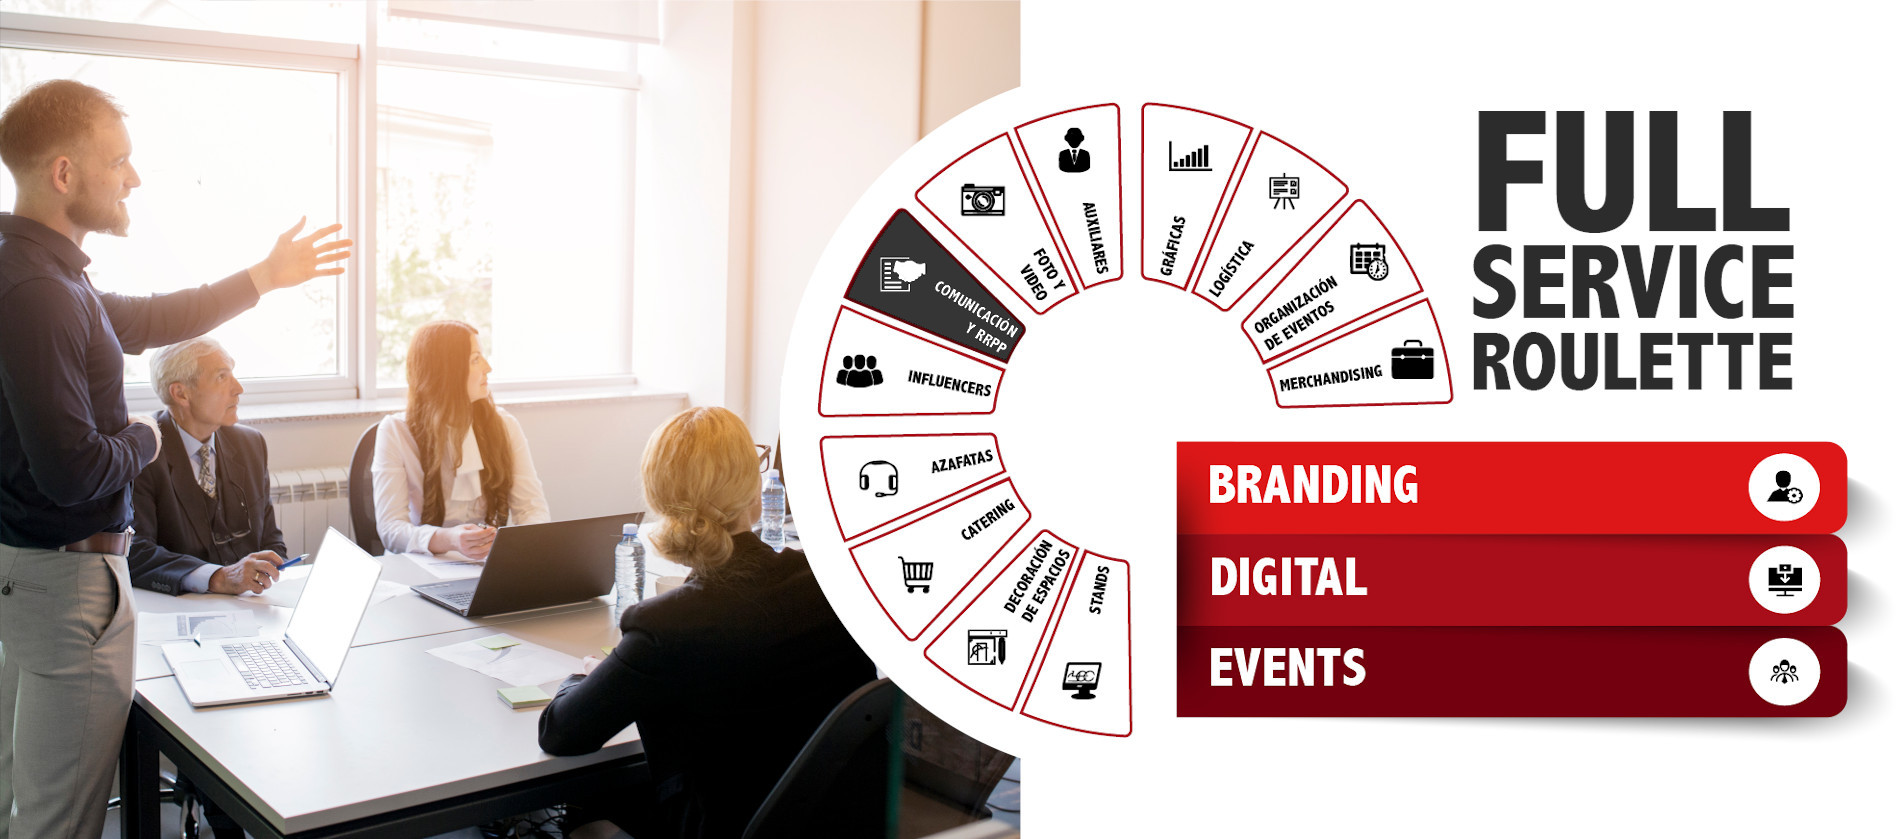 FULL
SERVICE
ROULETTE
STANDS
DECORACIÓN
DE ESPACIOS
CATERING
AZAFATAS
INFLUENCERS
COMUNICACIÓN
Y RRPP
FOTO Y
VIDEO
AUXILIARES
GRÁFICAS
LOGÍSTICA
ORGANIZACIÓN
DE EVENTOS
MERCHANDISING
BRANDING
DIGITAL
EVENTS